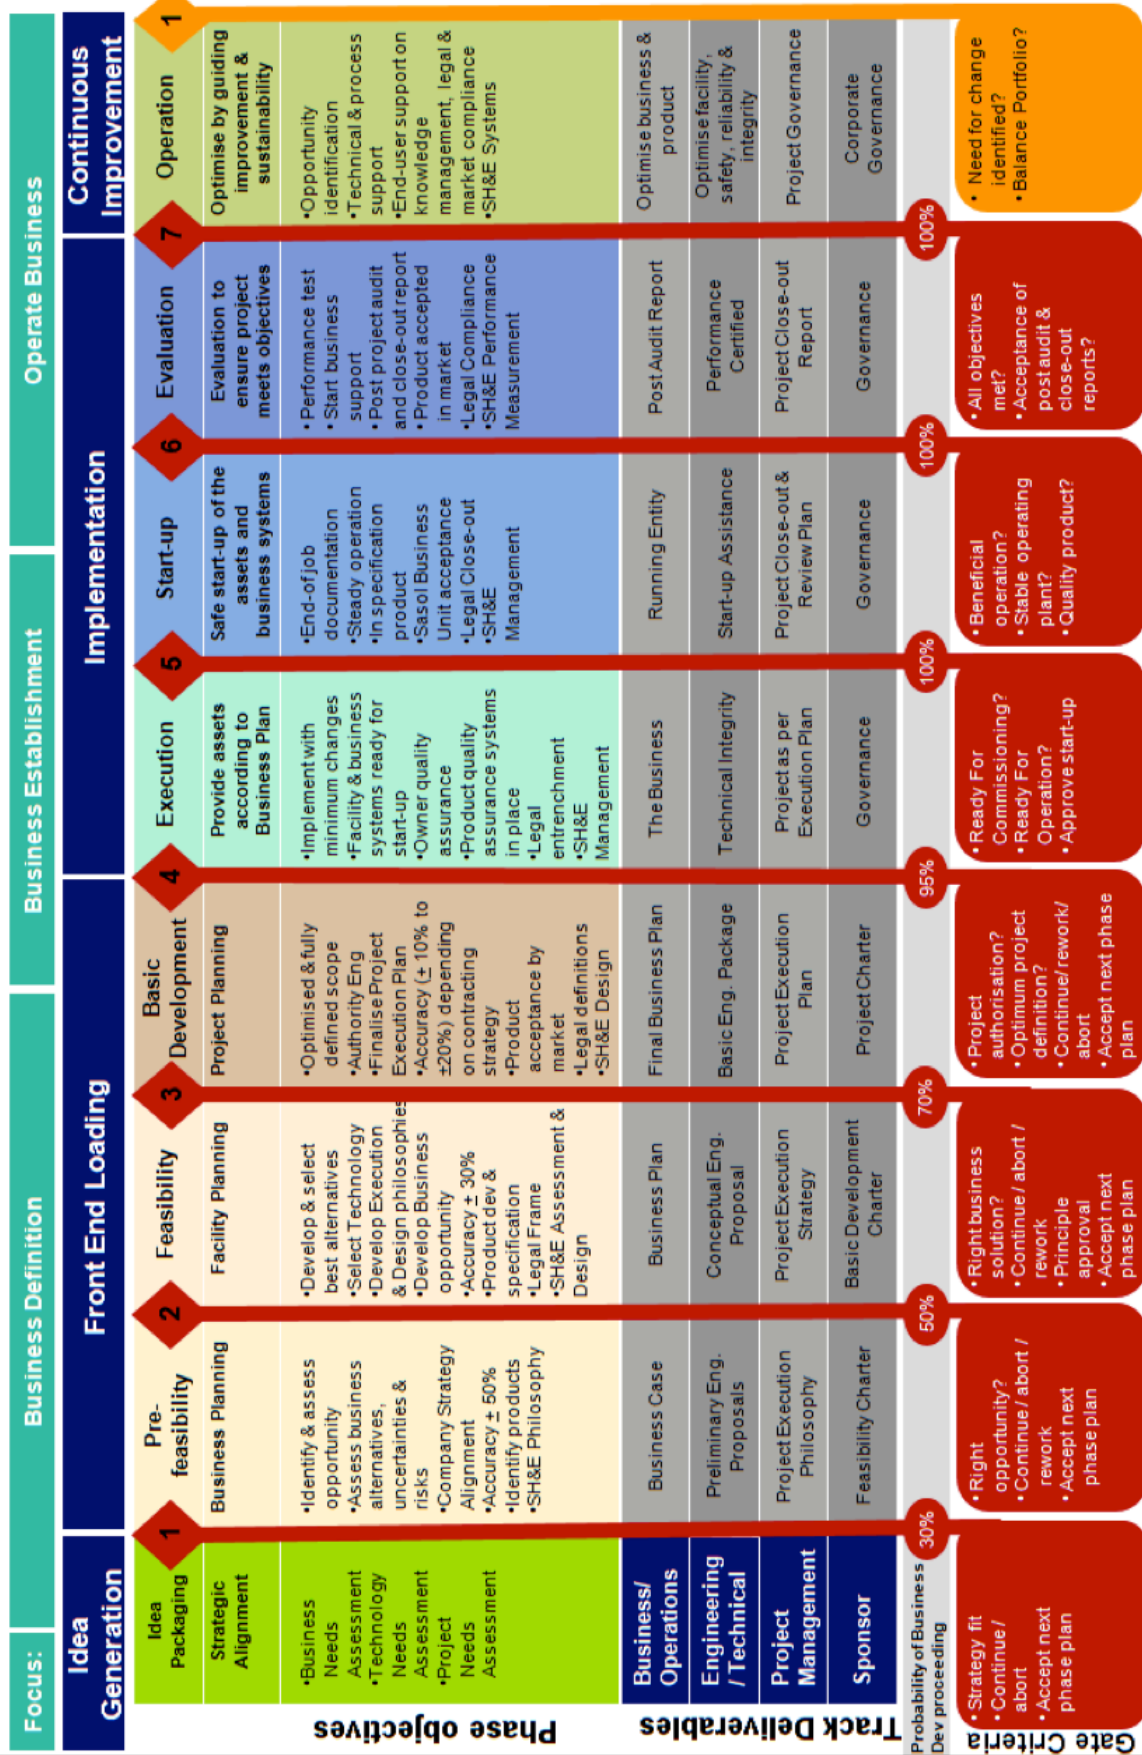 Focus:
Business Definition
Business Establishment
Operate Business
Idea
Generation
Front End Loading
Implementation
Continuous
Improvement
1
2
3
4
5
6
7
1
Idea
Packaging
Pre-
feasibility
Feasibility
Basic
Development
Execution
Start-up
Evaluation
Operation
Strategic
Alignment
Business Planning
Facility Planning
Project Planning
Provide assets
according to
Business Plan
Safe start-up of the
assets and
business systems
Evaluation to
ensure project
meets objectives
Optimise by guiding
improvement &
sustainability
Phase objectives
•Business
Needs
Assessment
•Technology
Needs
Assessment
•Project
Needs
Assessment
•Identify & assess
opportunity
•Assess business
alternatives,
uncertainties &
risks
•Company Strategy
Alignment
•Accuracy ± 50%
•Identify products
•SH&E Philosophy
•Develop & select
best alternatives
•Select Technology
•Develop Execution
& Design philosophies
•Develop Business
opportunity
•Accuracy ± 30%
•Product dev &
specification
•Legal Frame
•SH&E Assessment &
Design
•Optimised & fully
defined scope
•Authority Eng
•Finalise Project
Execution Plan
•Accuracy (± 10% to
±20%) depending
on contracting
strategy
•Product
acceptance by
market
•Legal definitions
•SH&E Design
•Implement with
minimum changes
•Facility & business
systems ready for
start-up
•Owner quality
assurance
•Product quality
assurance systems
in place
•Legal
entrenchment
•SH&E
Management
•End-of job
documentation
•Steady operation
•In specification
product
•Sasol Business
Unit acceptance
•Legal Close-out
•SH&E
Management
•Performance test
•Start business
support
•Post project audit
and close-out report
•Product accepted
in market
•Legal Compliance
•SH&E Performance
Measurement
•Opportunity
identification
•Technical & process
support
•End-user support on
knowledge
management, legal &
market compliance
•SH&E Systems
Track Deliverables
Business/
Operations
Business Case
Business Plan
Final Business Plan
The Business
Running Entity
Post Audit Report
Optimise business &
product
Engineering
/ Technical
Preliminary Eng.
Proposals
Conceptual Eng.
Proposal
Basic Eng. Package
Technical Integrity
Start-up Assistance
Performance
Certified
Optimise facility,
safety, reliability &
integrity
Project
Management
Project Execution
Philosophy
Project Execution
Strategy
Project Execution
Plan
Project as per
Execution Plan
Project Close-out &
Review Plan
Project Close-out
Report
Project Governance
Sponsor
Feasibility Charter
Basic Development
Charter
Project Charter
Governance
Governance
Governance
Corporate
Governance
Probability of Business
Dev proceeding
30%
50%
70%
95%
100%
100%
100%
Gate Criteria
• Strategy fit
• Continue/
abort
• Accept next
phase plan
• Right
opportunity?
• Continue / abort /
rework
• Accept next
phase plan
• Right business
solution?
• Continue / abort /
rework
• Principle
approval
• Accept next
phase plan
• Project
authorisation?
• Optimum project
definition?
• Continue/ rework/
abort
• Accept next phase
plan
• Ready For
Commissioning?
• Ready For
Operation?
• Approve start-up
• Beneficial
operation?
• Stable operating
plant?
• Quality product?
• All objectives
met?
• Acceptance of
post audit &
close-out
reports?
• Need for change
identified?
• Balance Portfolio?